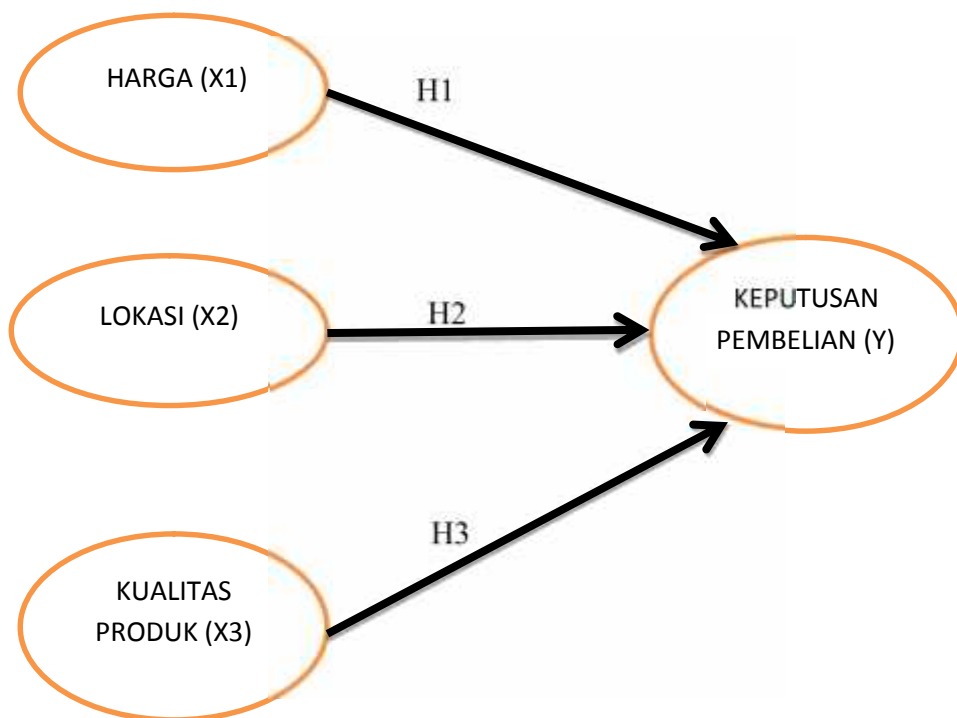 HARGA (X1)
H1
LOKASI (X2)
H2
KEPUTUSAN
PEMBELIAN (Y)
H3
KUALITAS
PRODUK (X3)